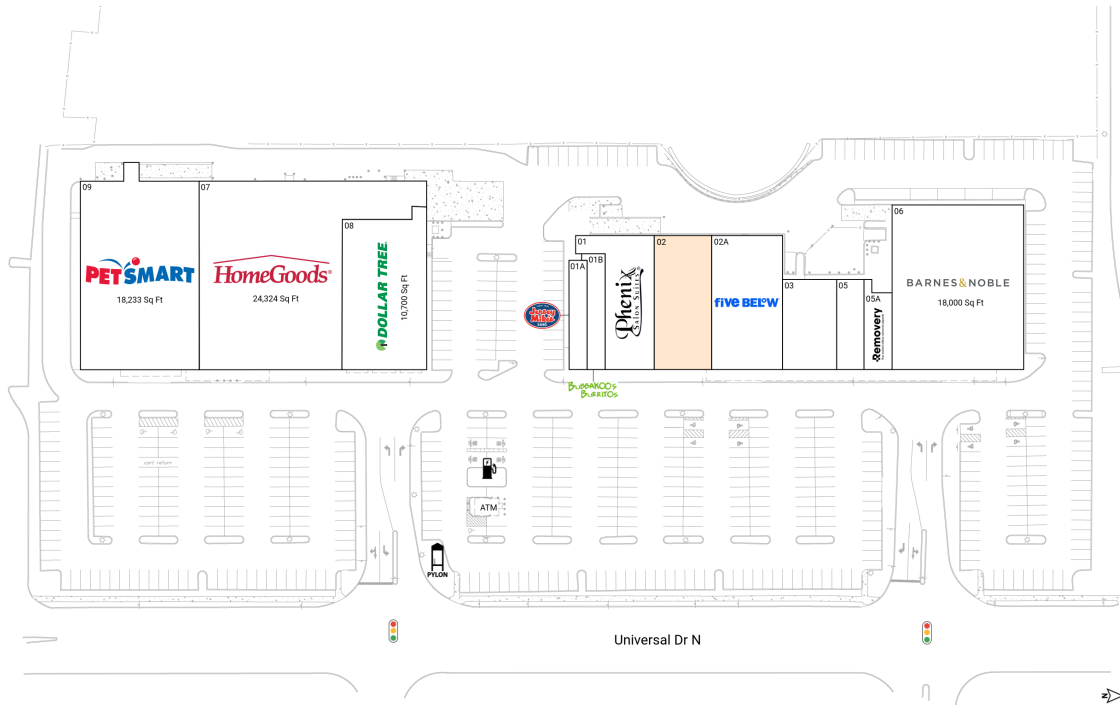 09
07
08
PETSMART
18,233 Sq Ft
HomeGoods
24,324 Sq Ft
DOLLAR TREE
10,700 Sq Ft
01
01A
01B
Phenix
Salon Suites
02
02A
five BELOW
03
05
05A
Removery
06
BARNES&NOBLE
18,000 Sq Ft
Jersey
Mike's
SUBS
BUBBAKOO'S
BURRITOS
cart return
ATM
PYLON
Universal Dr N
N